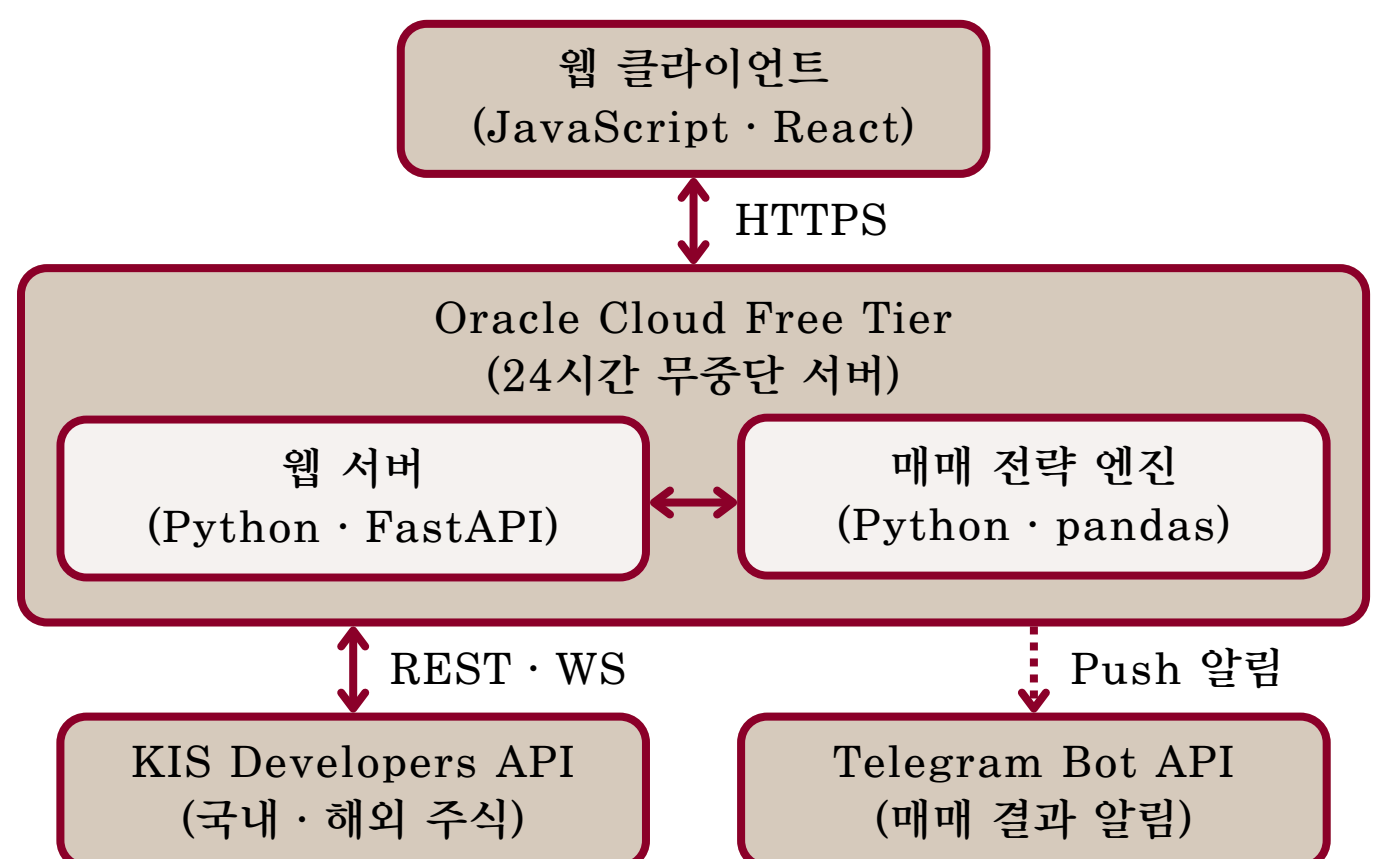 웹 클라이언트
(JavaScript · React)
HTTPS
Oracle Cloud Free Tier
(24시간 무중단 서버)
웹 서버
(Python · FastAPI)
매매 전략 엔진
(Python · pandas)
REST · WS
Push 알림
KIS Developers API
(국내 · 해외 주식)
Telegram Bot API
(매매 결과 알림)